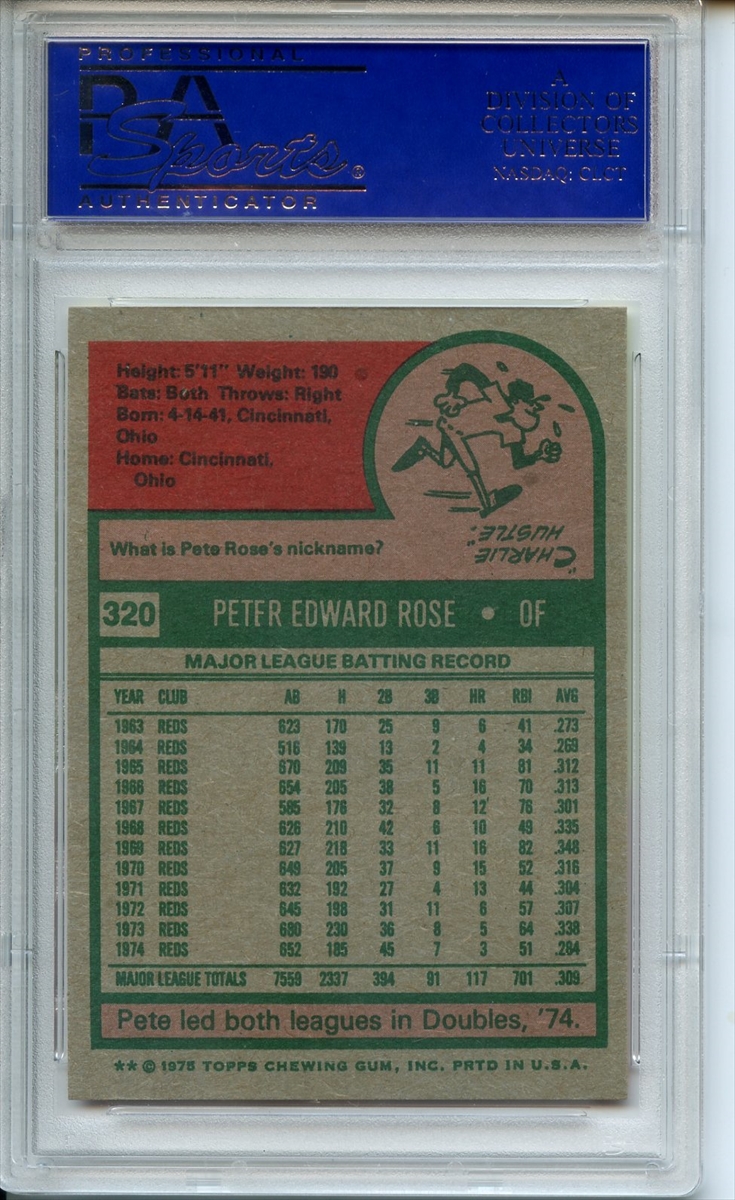 PROFESSIONAL
PSA
Sports®
AUTHENTICATOR
A
DIVISION OF
COLLECTORS
UNIVERSE
NASDAQ: CLCT
Height: 5'11" Weight: 190
Bats: Both Throws: Right
Born: 4-14-41, Cincinnati,
Ohio
Home: Cincinnati,
Ohio
What is Pete Rose's nickname?
"CHARLIE
HUSTLE".
320 PETER EDWARD ROSE • OF
MAJOR LEAGUE BATTING RECORD
YEAR CLUB AB H 2B 3B HR RBI AVG
1963 REDS 623 170 25 9 6 41 .273
1964 REDS 516 139 13 2 4 34 .269
1965 REDS 670 209 35 11 11 81 .312
1966 REDS 654 205 38 5 16 70 .313
1967 REDS 585 176 32 8 12 76 .301
1968 REDS 626 210 42 6 10 49 .335
1969 REDS 627 218 33 11 16 82 .348
1970 REDS 649 205 37 9 15 52 .316
1971 REDS 632 192 27 4 13 44 .304
1972 REDS 645 198 31 11 6 57 .307
1973 REDS 680 230 36 8 5 64 .338
1974 REDS 652 185 45 7 3 51 .284
MAJOR LEAGUE TOTALS 7559 2337 394 91 117 701 .309
Pete led both leagues in Doubles, '74.
** © 1975 TOPPS CHEWING GUM, INC. PRTD IN U.S.A.